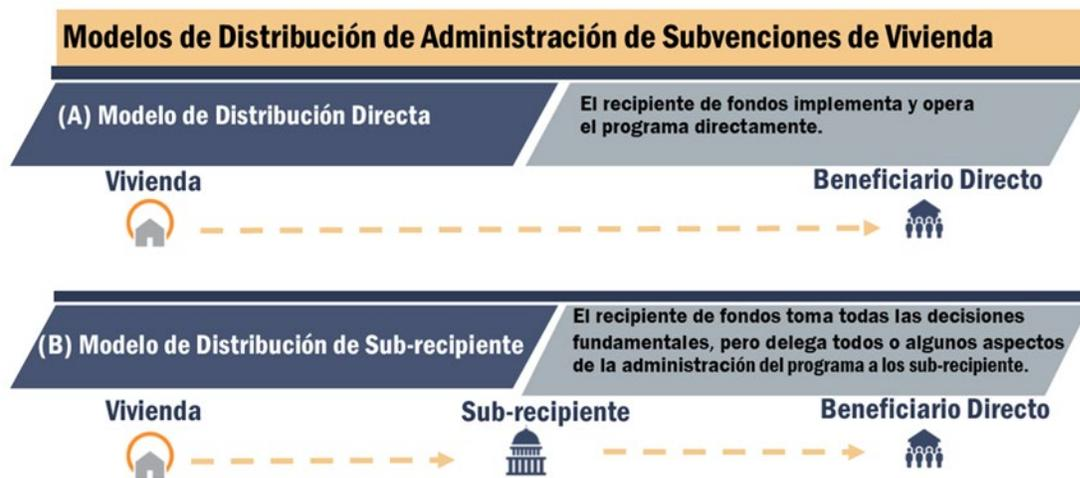 Modelos de Distribución de Administración de Subvenciones de Vivienda
(A) Modelo de Distribución Directa
El recipiente de fondos implementa y opera
el programa directamente.
Vivienda
Beneficiario Directo
(B) Modelo de Distribución de Sub-recipiente
El recipiente de fondos toma todas las decisiones
fundamentales, pero delega todos o algunos aspectos
de la administración del programa a los sub-recipiente.
Vivienda
Sub-recipiente
Beneficiario Directo